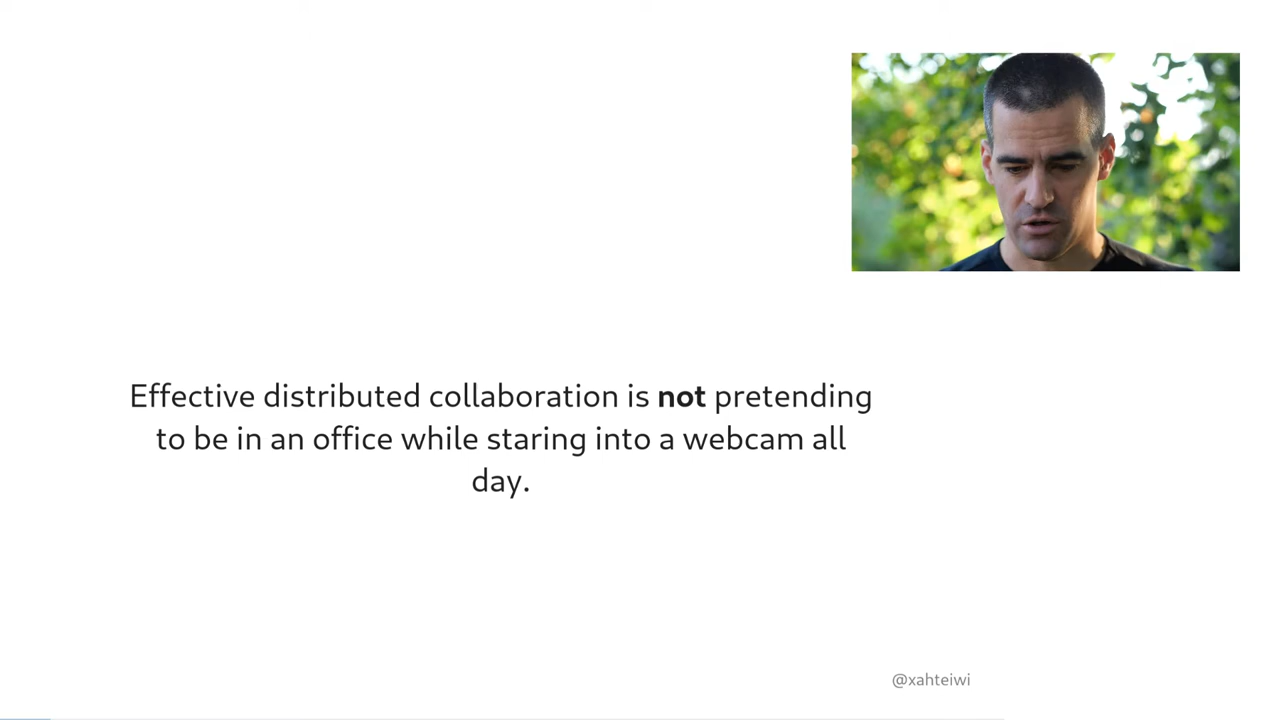 Effective distributed collaboration is not pretending
to be in an office while staring into a webcam all
day.
@xahteiwi